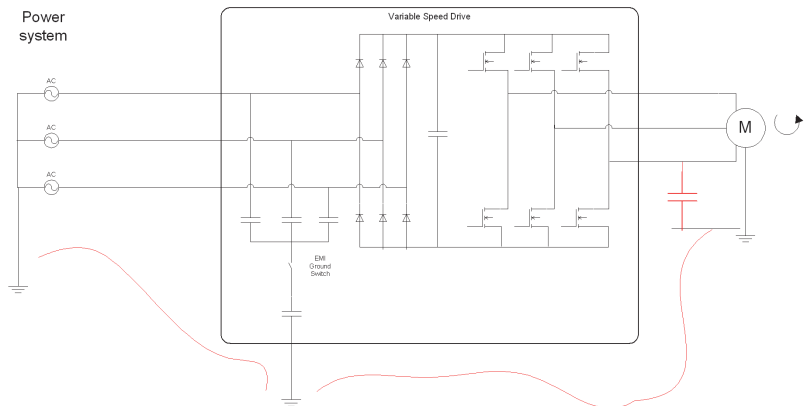 Power
system
Variable Speed Drive
AC
AC
AC
M
EMI
Ground
Switch